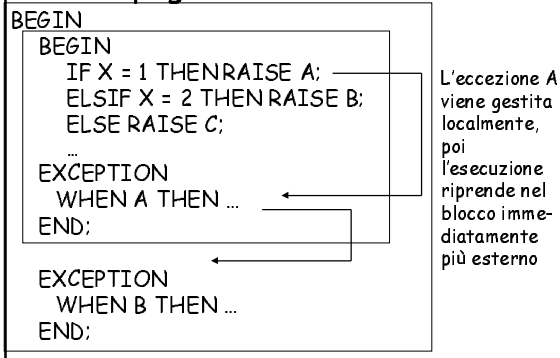 BEGIN
BEGIN
IF X = 1 THEN RAISE A;
ELSIF X = 2 THEN RAISE B;
ELSE RAISE C;
…
EXCEPTION
WHEN A THEN …
END;
EXCEPTION
WHEN B THEN …
END;
L'eccezione A
viene gestita
localmente,
poi
l'esecuzione
riprende nel
blocco imme-
diatamente
più esterno